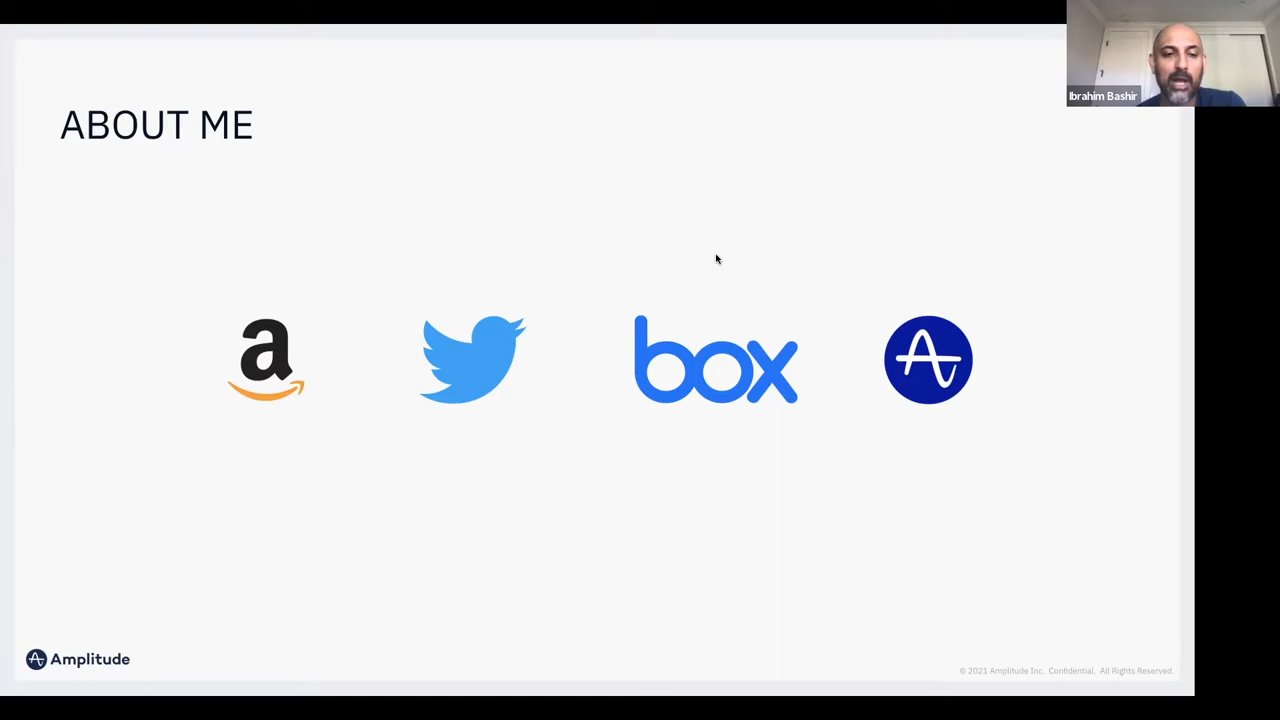 Ibrahim Bashir
ABOUT ME
a
box
Amplitude
© 2021 Amplitude Inc. Confidential. All Rights Reserved.